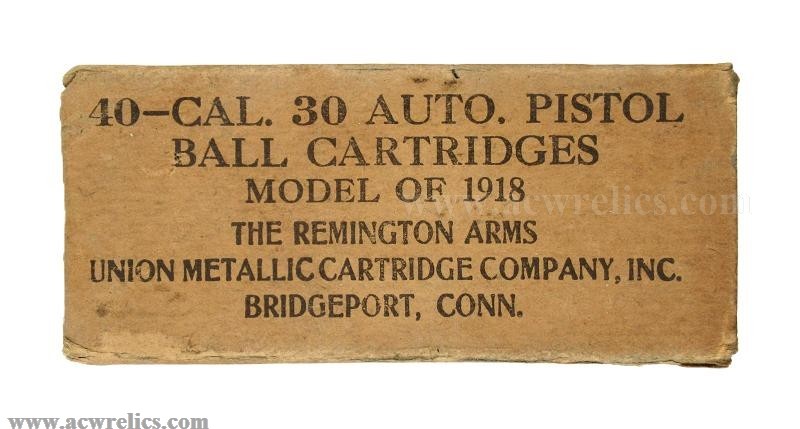 40-CAL. 30 AUTO. PISTOL
BALL CARTRIDGES
MODEL OF 1918
www.acwrelics.com
THE REMINGTON ARMS
UNION METALLIC CARTRIDGE COMPANY, INC.
BRIDGEPORT, CONN.
www.acwrelics.com